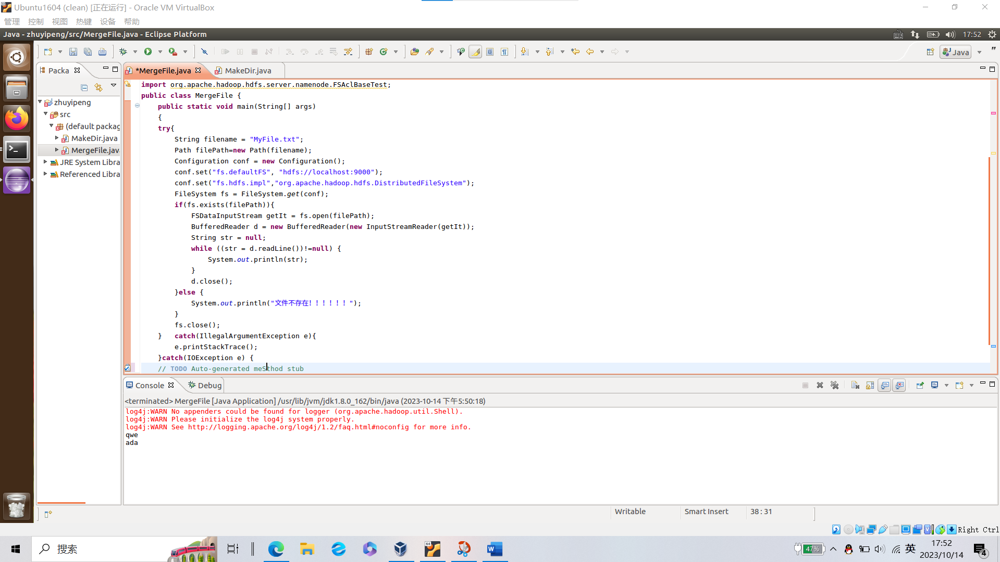 Ubuntu1604 (clean) [正在运行] - Oracle VM VirtualBox
管理 控制 视图 热键 设备 帮助
Java - zhuyipeng/src/MergeFile.java - Eclipse Platform
17:52
Java
Packa
*MergeFile.java
MakeDir.java
zhuyipeng
src
(default packag
MakeDir.java
MergeFile.jav
JRE System Libra
Referenced Libra
import org.apache.hadoop.hdfs.server.namenode.FSAclBaseTest;
public class MergeFile {
public static void main(String[] args)
{
try{
String filename = "MyFile.txt";
Path filePath=new Path(filename);
Configuration conf = new Configuration();
conf.set("fs.defaultFS", "hdfs://localhost:9000");
conf.set("fs.hdfs.impl","org.apache.hadoop.hdfs.DistributedFileSystem");
FileSystem fs = FileSystem.get(conf);
if(fs.exists(filePath)){
FSDataInputStream getIt = fs.open(filePath);
BufferedReader d = new BufferedReader(new InputStreamReader(getIt));
String str = null;
while ((str = d.readLine())!=null) {
System.out.println(str);
}
d.close();
}else {
System.out.println("文件不存在！！！！！！");
}
fs.close();
} catch(IllegalArgumentException e){
e.printStackTrace();
}catch(IOException e) {
// TODO Auto-generated meSthod stub
Console
Debug
<terminated> MergeFile [Java Application] /usr/lib/jvm/jdk1.8.0_162/bin/java (2023-10-14 下午5:50:18)
log4j:WARN No appenders could be found for logger (org.apache.hadoop.util.Shell).
log4j:WARN Please initialize the log4j system properly.
log4j:WARN See http://logging.apache.org/log4j/1.2/faq.html#noconfig for more info.
qwe
ada
Writable
Smart Insert
38 : 31
Right Ctrl
搜索
47%
英
17:52
2023/10/14
4